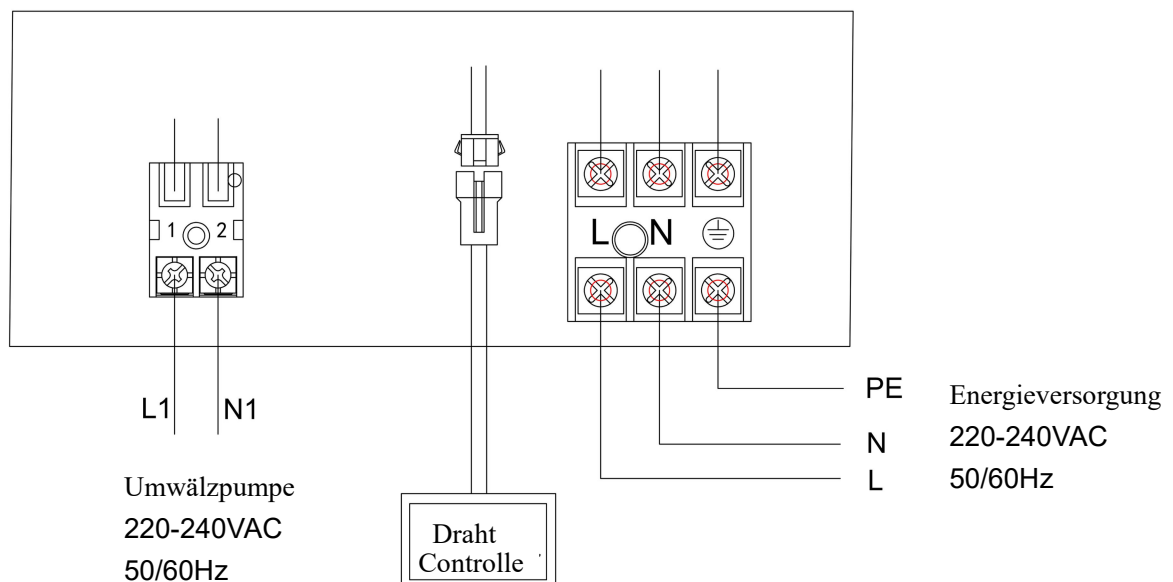 1 2
L N
L1 N1
Umwälzpumpe
220-240VAC
50/60Hz
Draht
Controlle
PE
N
L
Energieversorgung
220-240VAC
50/60Hz